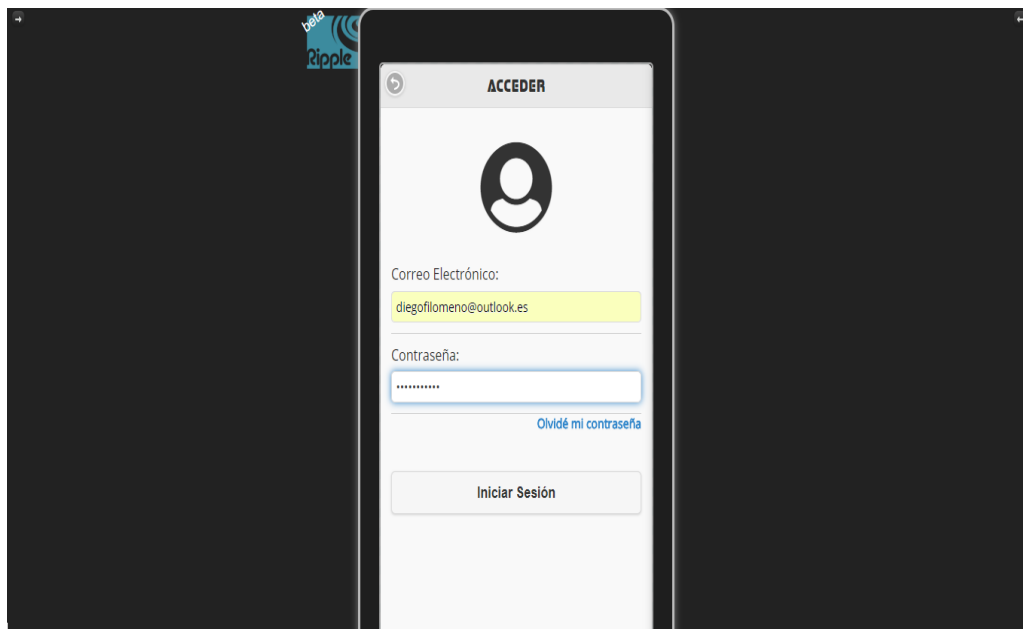 beta
Ripple
ACCEDER
Correo Electrónico:
diegofilomeno@outlook.es
Contraseña:
•••••••••••
Olvidé mi contraseña
Iniciar Sesión